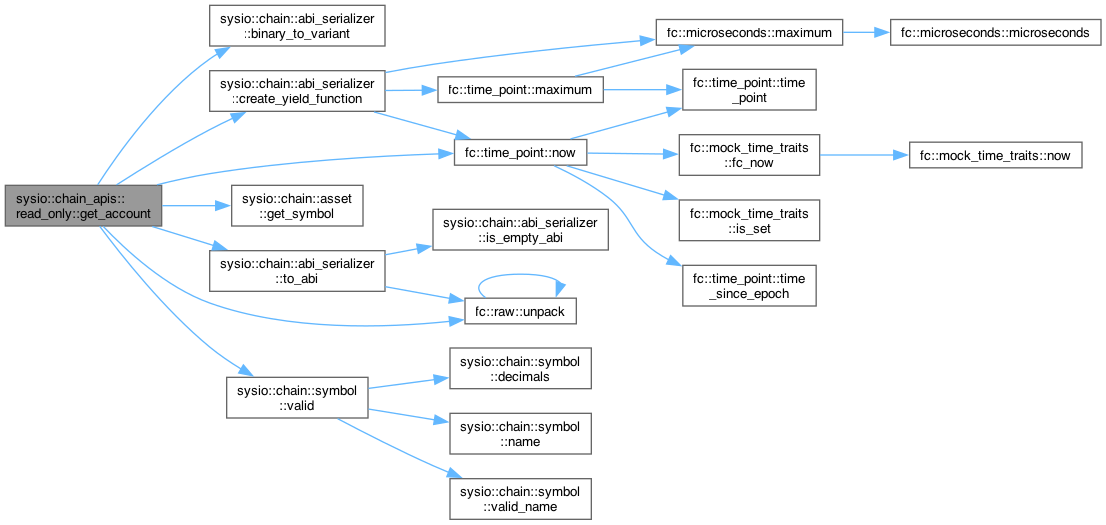 sysio::chain_apis::
read_only::get_account
sysio::chain::abi_serializer
::binary_to_variant
sysio::chain::abi_serializer
::create_yield_function
fc::microseconds::maximum
fc::microseconds::microseconds
fc::time_point::maximum
fc::time_point::time
_point
fc::time_point::now
fc::mock_time_traits
::fc_now
fc::mock_time_traits::now
fc::mock_time_traits
::is_set
fc::time_point::time
_since_epoch
sysio::chain::asset
::get_symbol
sysio::chain::abi_serializer
::to_abi
sysio::chain::abi_serializer
::is_empty_abi
fc::raw::unpack
sysio::chain::symbol
::valid
sysio::chain::symbol
::decimals
sysio::chain::symbol
::name
sysio::chain::symbol
::valid_name